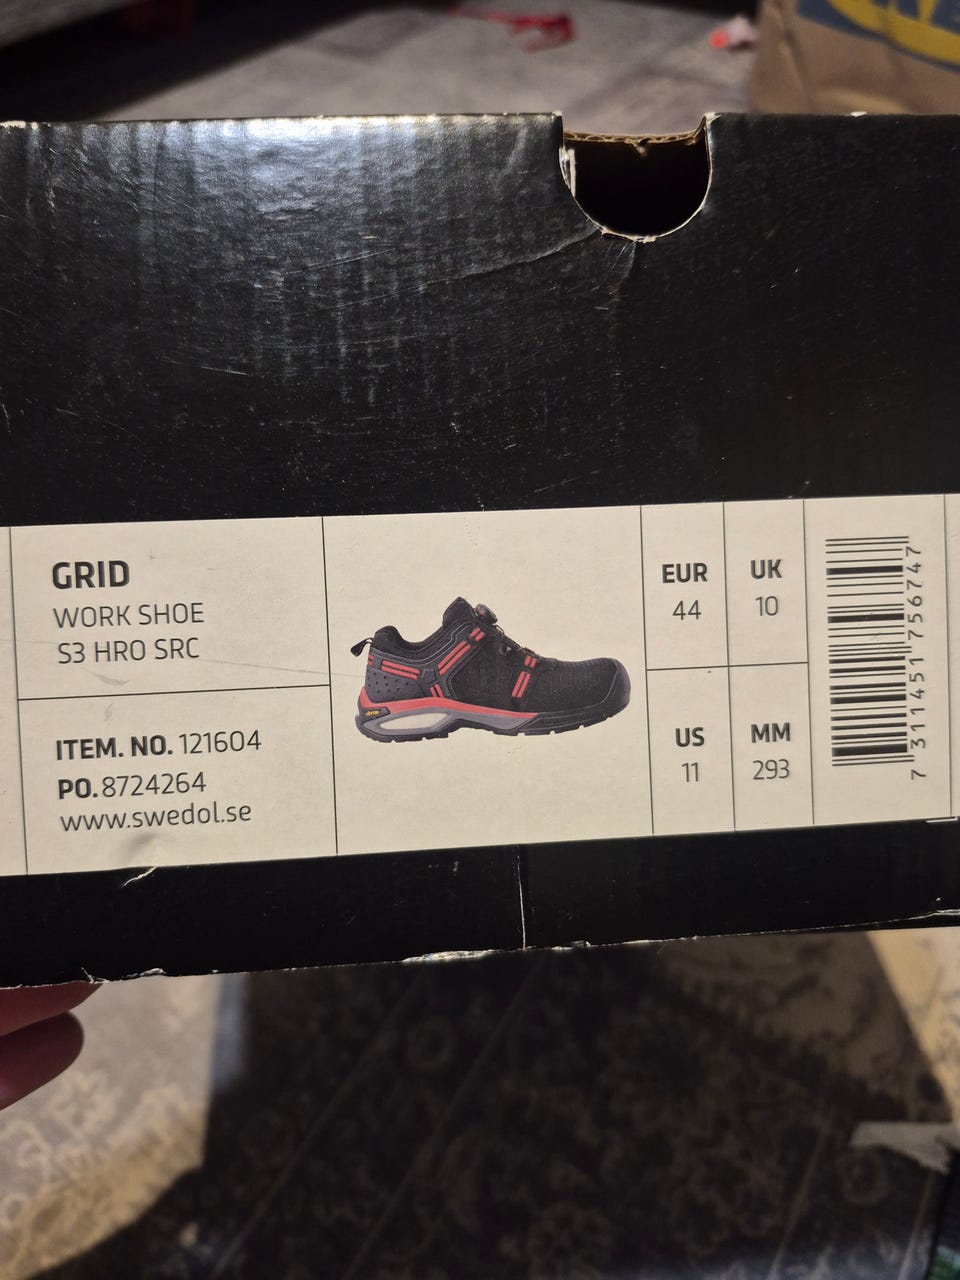 GRID
WORK SHOE
S3 HRO SRC
ITEM. NO. 121604
PO.8724264
www.swedol.se
vibram
EUR
44
UK
10
US
11
MM
293
7 311451 756747